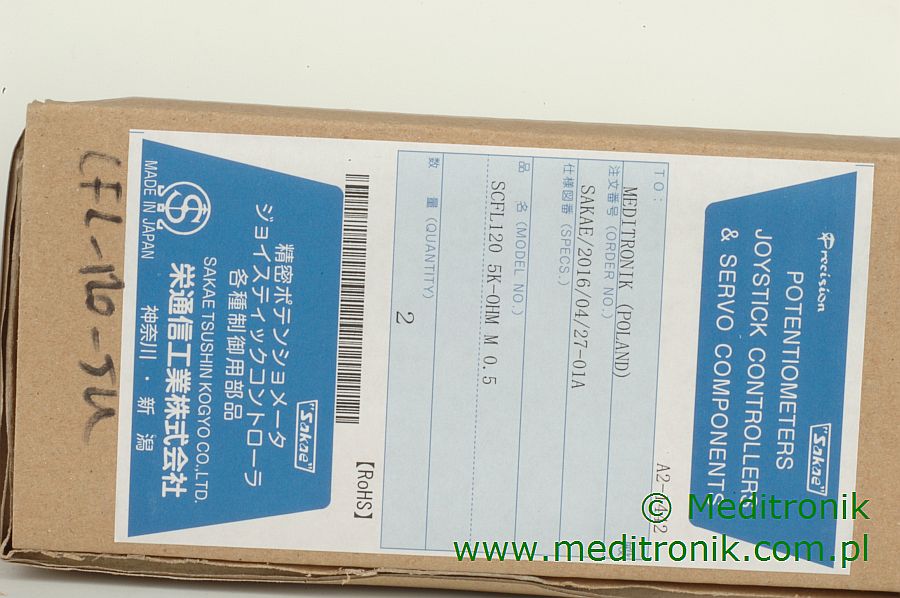 Precision
POTENTIOMETERS
JOYSTICK CONTROLLERS
& SERVO COMPONENTS
"Sakae"
TO:
MEDITRONIK (POLAND)
注文番号 (ORDER NO.)
SAKAE/2016/04/27-01A
仕様図番 (SPECS.)
品 名 (MODEL NO.)
SCFL120 5K-OHM M 0.5
数 量 (QUANTITY)
2
【RoHS】
"Sakae"
精密ポテンショメータ
ジョイスティックコントローラ
各種制御用部品
SAKAE TSUSHIN KOGYO CO., LTD.
栄通信工業株式会社
神奈川・新潟
MADE IN JAPAN
© Meditronik
www.meditronik.com.pl